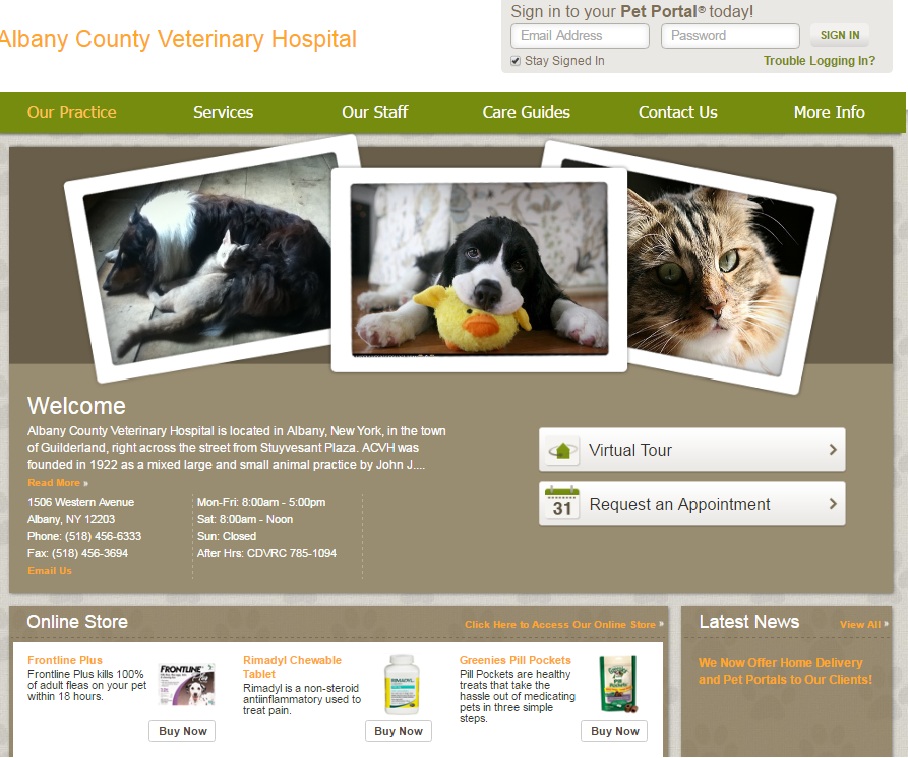 Albany County Veterinary Hospital
Sign in to your Pet Portal® today!
Email Address
Password
SIGN IN
Stay Signed In
Trouble Logging In?
Our Practice
Services
Our Staff
Care Guides
Contact Us
More Info
Welcome
Albany County Veterinary Hospital is located in Albany, New York, in the town
of Guilderland, right across the street from Stuyvesant Plaza. ACVH was
founded in 1922 as a mixed large and small animal practice by John J....
Read More »
1506 Western Avenue
Albany, NY 12203
Phone: (518) 456-6333
Fax: (518) 456-3694
Email Us
Mon-Fri: 8:00am - 5:00pm
Sat: 8:00am - Noon
Sun: Closed
After Hrs: CDVRC 785-1094
Virtual Tour
31
Request an Appointment
Online Store
Click Here to Access Our Online Store »
Frontline Plus
Frontline Plus kills 100%
of adult fleas on your pet
within 18 hours.
FRONTLINE
Buy Now
Rimadyl Chewable
Tablet
Rimadyl is a non-steroid
antiinflammatory used to
treat pain.
RIMADYL
Buy Now
Greenies Pill Pockets
Pill Pockets are healthy
treats that take the
hassle out of medicating
pets in three simple
steps.
GREENIES
Buy Now
Latest News
View All »
We Now Offer Home Delivery
and Pet Portals to Our Clients!